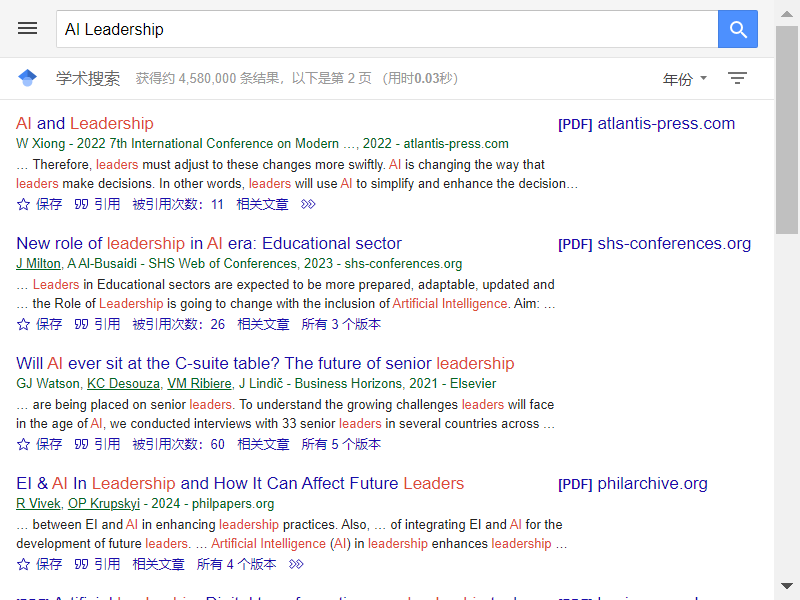 AI Leadership
学术搜索 获得约 4,580,000 条结果，以下是第 2 页 （用时0.03秒） 年份
AI and Leadership [PDF] atlantis-press.com
W Xiong - 2022 7th International Conference on Modern …, 2022 - atlantis-press.com
… Therefore, leaders must adjust to these changes more swiftly. AI is changing the way that
leaders make decisions. In other words, leaders will use AI to simplify and enhance the decision…
保存 引用 被引用次数：11 相关文章
New role of leadership in AI era: Educational sector [PDF] shs-conferences.org
J Milton, A Al-Busaidi - SHS Web of Conferences, 2023 - shs-conferences.org
… Leaders in Educational sectors are expected to be more prepared, adaptable, updated and
… the Role of Leadership is going to change with the inclusion of Artificial Intelligence. Aim: …
保存 引用 被引用次数：26 相关文章 所有 3 个版本
Will AI ever sit at the C-suite table? The future of senior leadership
GJ Watson, KC Desouza, VM Ribiere, J Lindič - Business Horizons, 2021 - Elsevier
… are being placed on senior leaders. To understand the growing challenges leaders will face
in the age of AI, we conducted interviews with 33 senior leaders in several countries across …
保存 引用 被引用次数：60 相关文章 所有 5 个版本
EI & AI In Leadership and How It Can Affect Future Leaders [PDF] philarchive.org
R Vivek, OP Krupskyi - 2024 - philpapers.org
… between EI and AI in enhancing leadership practices. Also, … of integrating EI and AI for the
development of future leaders. … Artificial Intelligence (AI) in leadership enhances leadership …
保存 引用 相关文章 所有 4 个版本